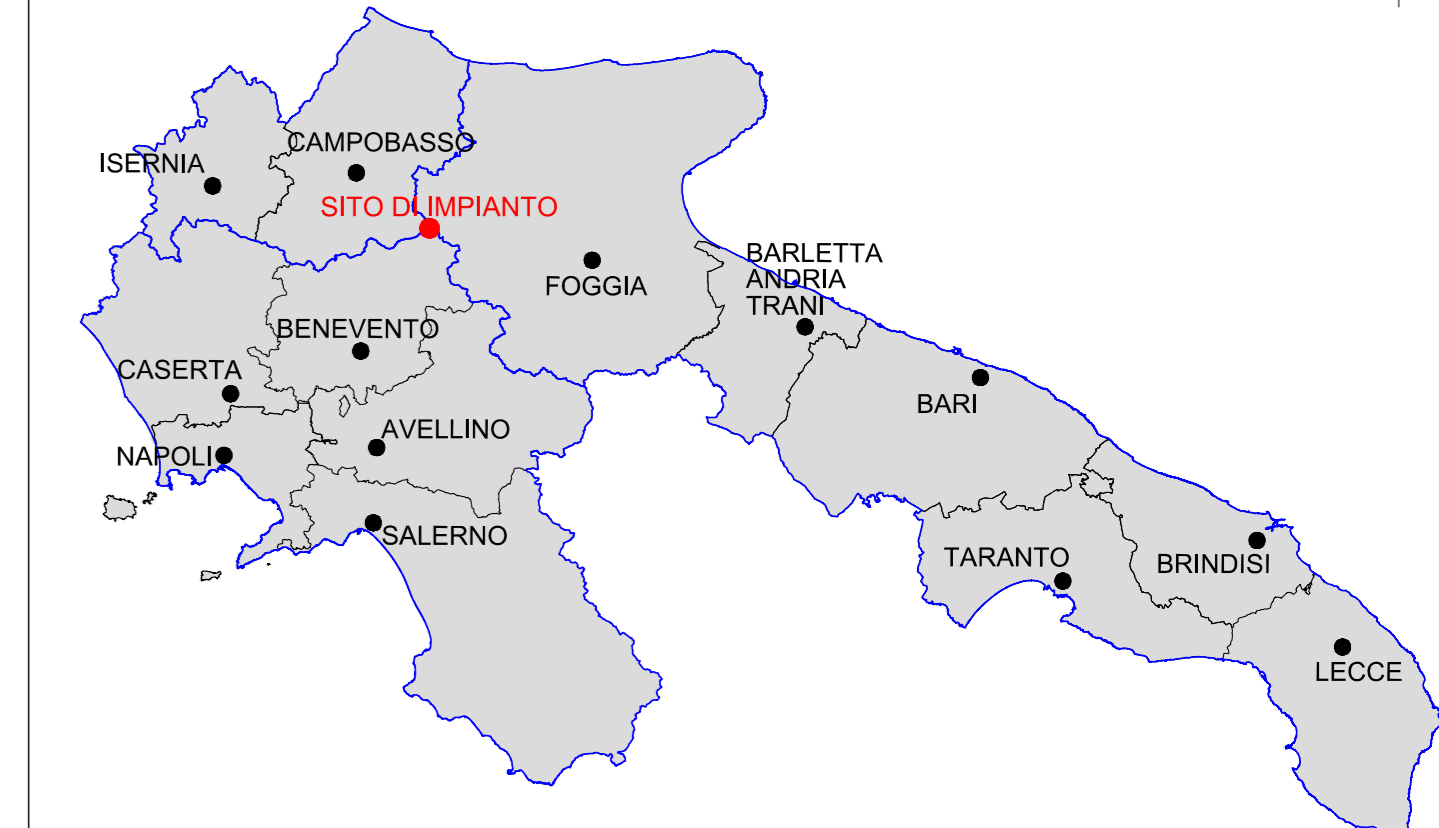 CAMPOBASSO
ISERNIA
SITO DI IMPIANTO
BARLETTA
ANDRIA
TRANI
FOGGIA
BENEVENTO
CASERTA
BARI
AVELLINO
NAPOLI
SALERNO
TARANTO
BRINDISI
LECCE